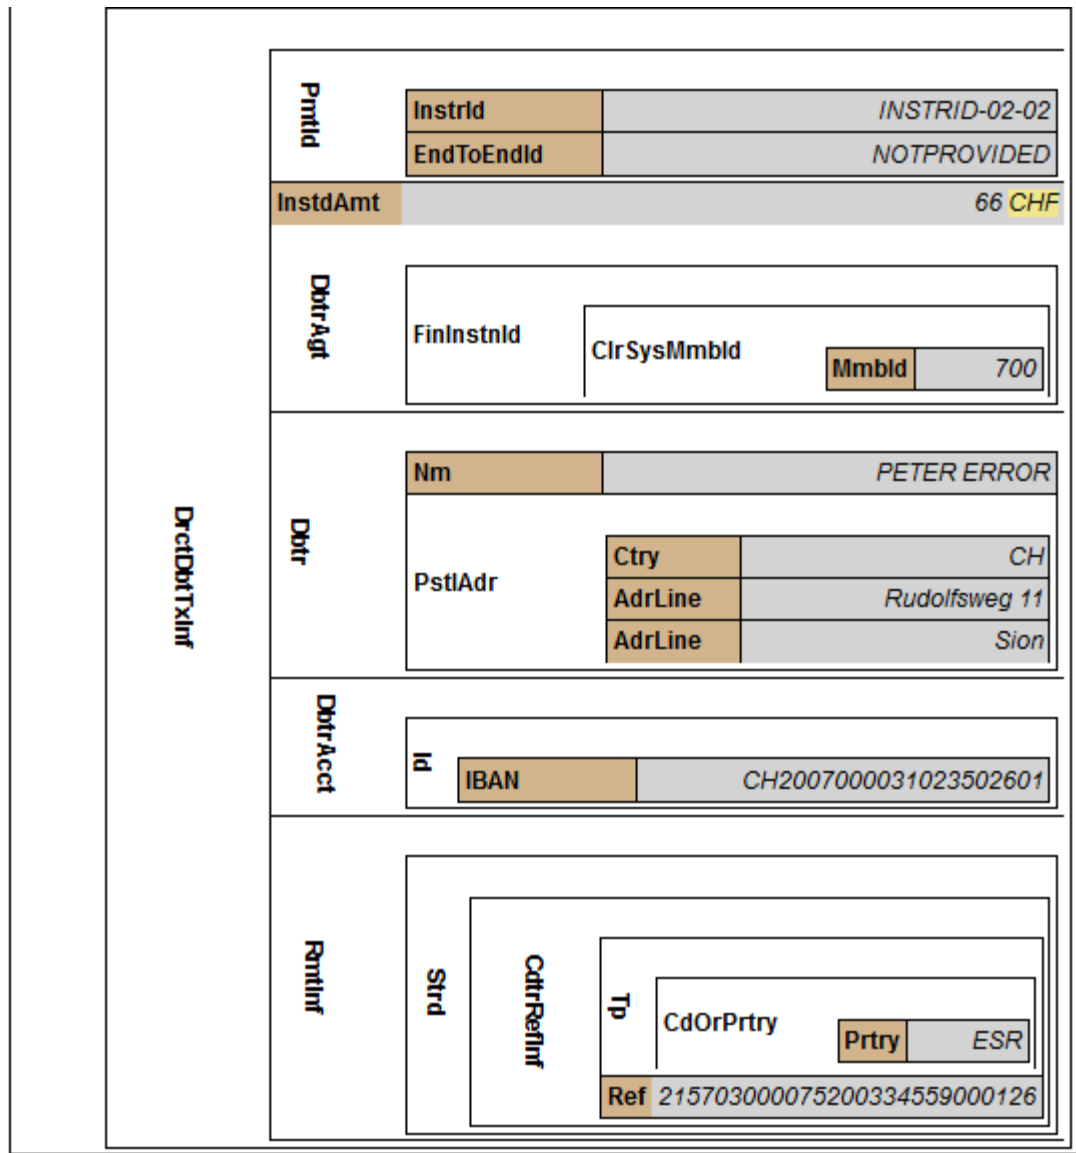 DrctDbtTxInf
PmtId
InstrId INSTRID-02-02
EndToEndId NOTPROVIDED
InstdAmt 66 CHF
DbtrAgt
FinInstnId
ClrSysMmbId
MmbId 700
Dbtr
Nm PETER ERROR
PstlAdr
Ctry CH
AdrLine Rudolfsweg 11
AdrLine Sion
DbtrAcct
Id
IBAN CH2007000031023502601
RmtInf
Strd
CdtrRefInf
Tp
CdOrPrtry
Prtry ESR
Ref 215703000075200334559000126